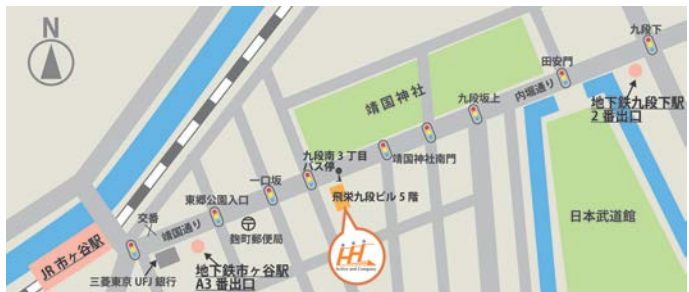 N
九段下
田安門
内堀通り
地下鉄九段下駅
2番出口
九段坂上
靖国神社
靖国神社南門
九段南3丁目
バス停
飛栄九段ビル5階
日本武道館
一口坂
東郷公園入口
麹町郵便局
靖国通り
交番
JR市ヶ谷駅
三菱東京UFJ銀行
地下鉄市ヶ谷駅
A3番出口